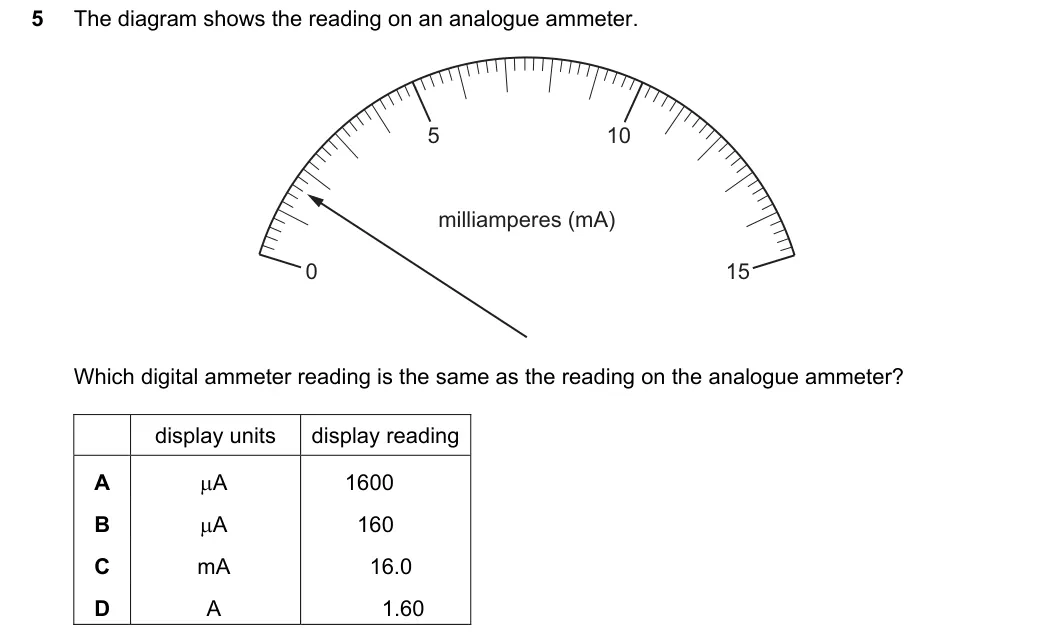 5 The diagram shows the reading on an analogue ammeter.
5 10
milliamperes (mA)
0 15
Which digital ammeter reading is the same as the reading on the analogue ammeter?
display units display reading
A μA 1600
B μA 160
C mA 16.0
D A 1.60